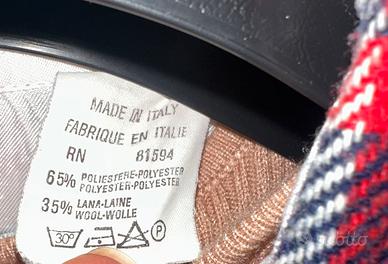 MADE IN ITALY
FABRIQUE EN ITALIE
RN 81594
65% POLIESTERE-POLYESTER
POLYESTER-POLYESTER
35% LANA-LAINE
WOOL-WOLLE
30° P
subito